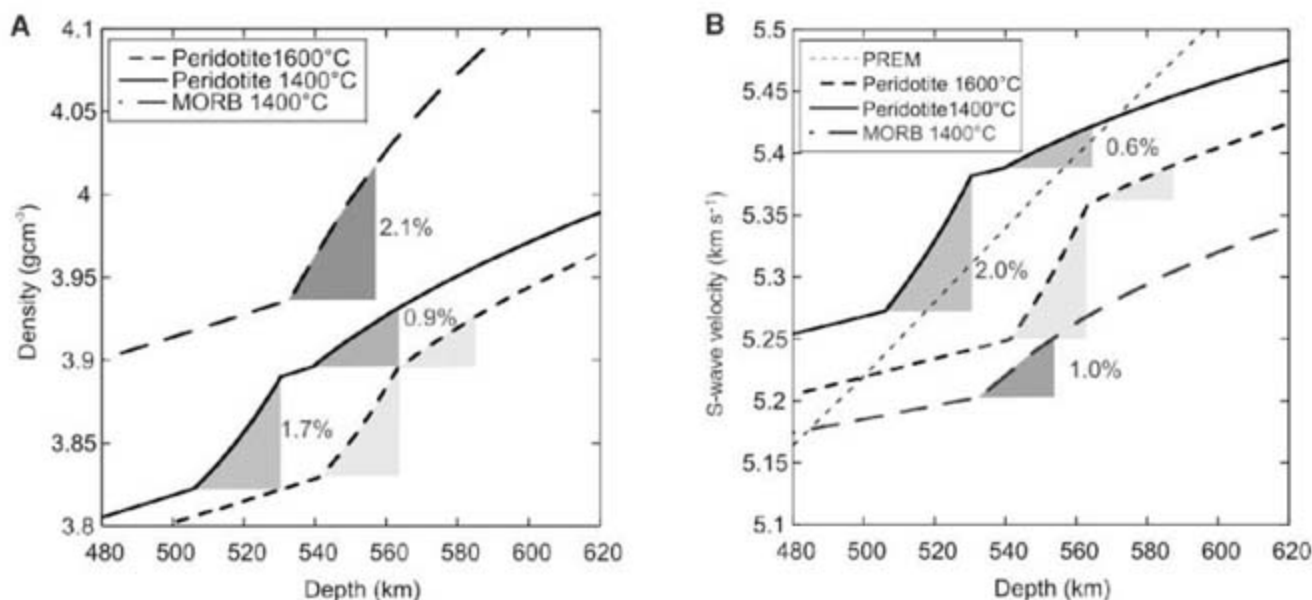 A
Peridotite1600°C
Peridotite 1400°C
MORB 1400°C
4.1
4.05
4
3.95
3.9
3.85
3.8
Density (gcm⁻³)
2.1%
0.9%
1.7%
480 500 520 540 560 580 600 620
Depth (km)
B
PREM
Peridotite 1600°C
Peridotite1400°C
MORB 1400°C
5.5
5.45
5.4
5.35
5.3
5.25
5.2
5.15
5.1
S-wave velocity (km s⁻¹)
0.6%
2.0%
1.0%
480 500 520 540 560 580 600 620
Depth (km)